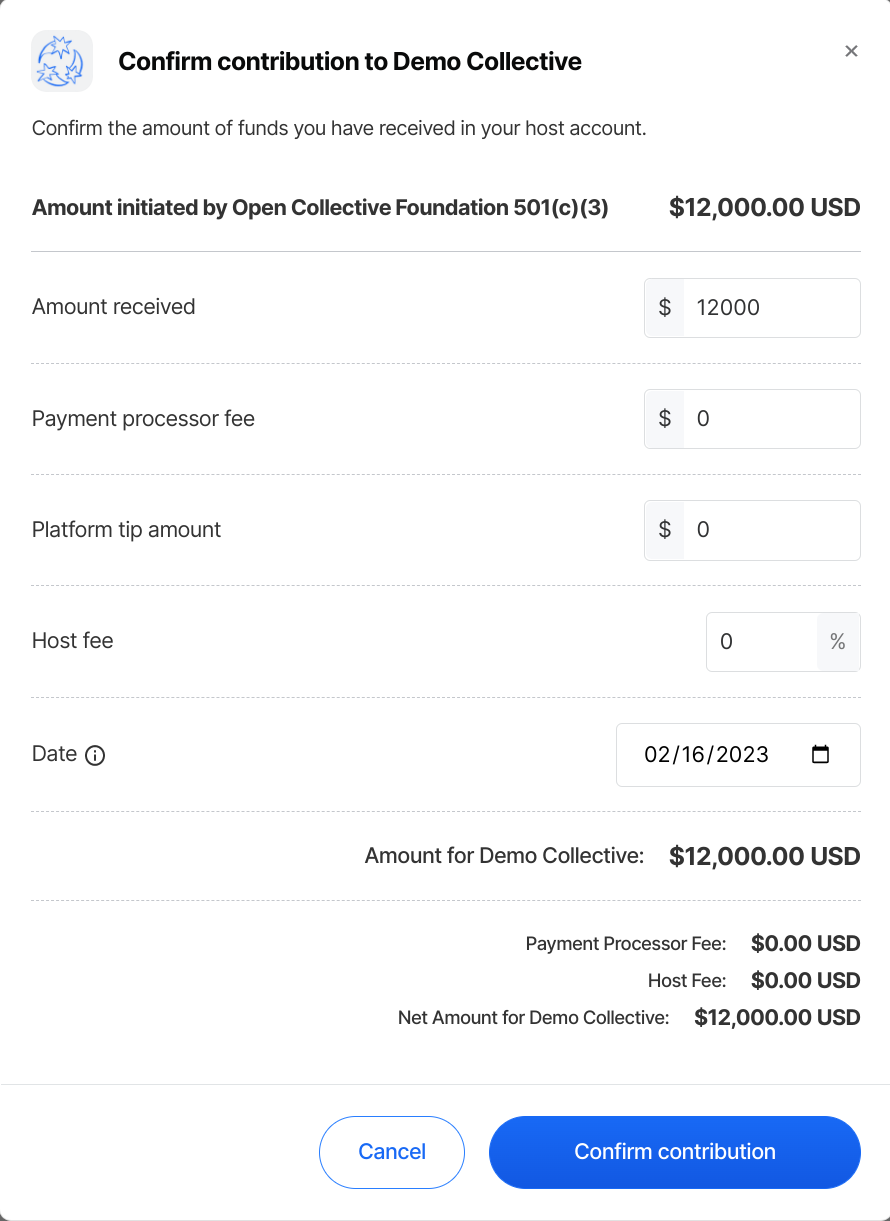 Confirm contribution to Demo Collective
Confirm the amount of funds you have received in your host account.
Amount initiated by Open Collective Foundation 501(c)(3) $12,000.00 USD
Amount received $ 12000
Payment processor fee $ 0
Platform tip amount $ 0
Host fee 0 %
Date 02/16/2023
Amount for Demo Collective: $12,000.00 USD
Payment Processor Fee: $0.00 USD
Host Fee: $0.00 USD
Net Amount for Demo Collective: $12,000.00 USD
Cancel Confirm contribution